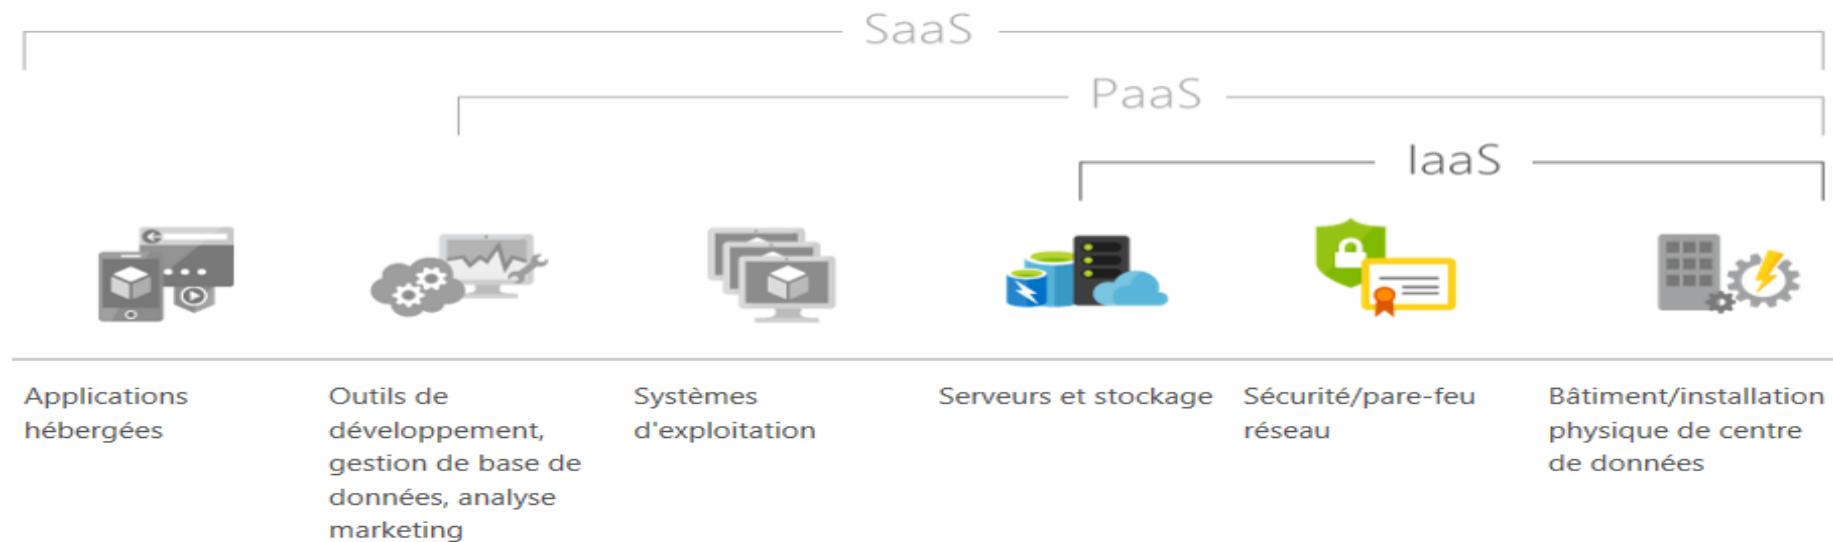 SaaS
PaaS
IaaS
Applications
hébergées
Outils de
développement,
gestion de base de
données, analyse
marketing
Systèmes
d'exploitation
Serveurs et stockage
Sécurité/pare-feu
réseau
Bâtiment/installation
physique de centre
de données